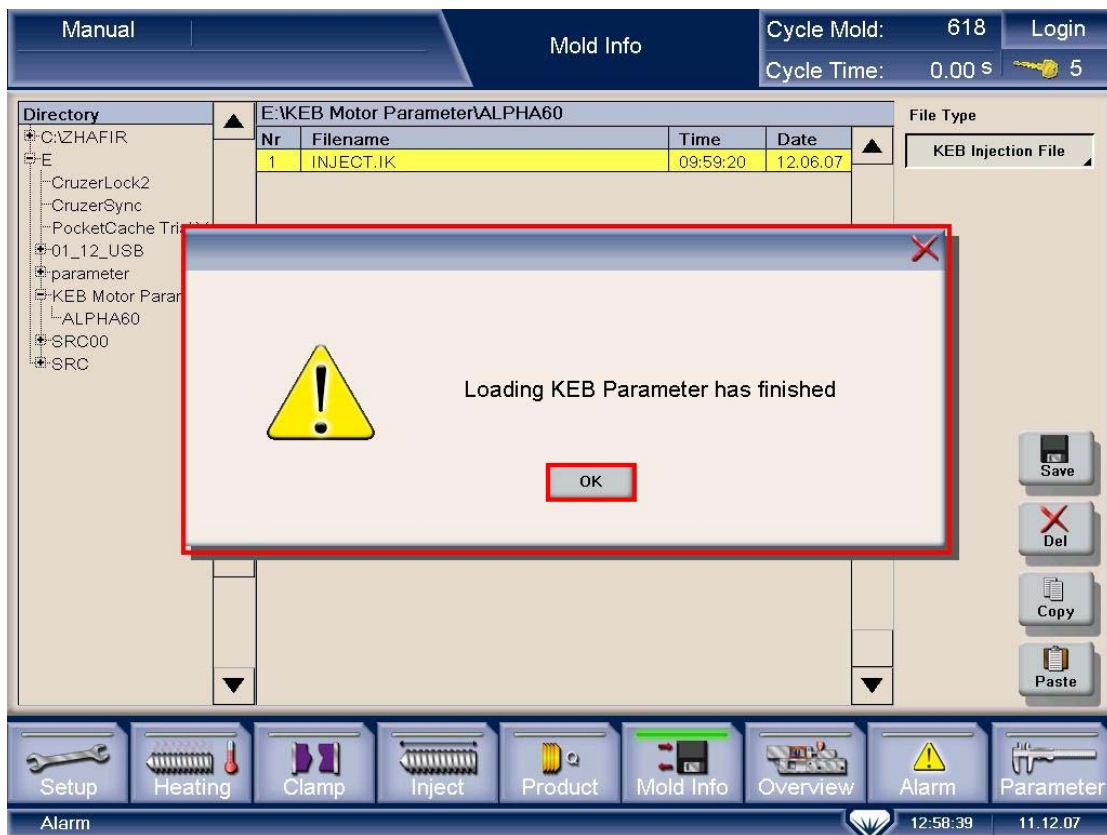 Manual
Mold Info
Cycle Mold: 618
Login
Cycle Time: 0.00 s
5
Directory
C:\ZHAFIR
E
CruzerLock2
CruzerSync
PocketCache
01_12_USB
parameter
KEB Motor
ALPHA60
SRC00
SRC
E:\KEB Motor Parameter\ALPHA60
Nr Filename Time Date
1 INJECT.IK 09:59:20 12.06.07
File Type
KEB Injection File
Loading KEB Parameter has finished
OK
Save
Del
Copy
Paste
Setup
Heating
Clamp
Inject
Product
Mold Info
Overview
Alarm
Parameter
Alarm
12:58:39
11.12.07